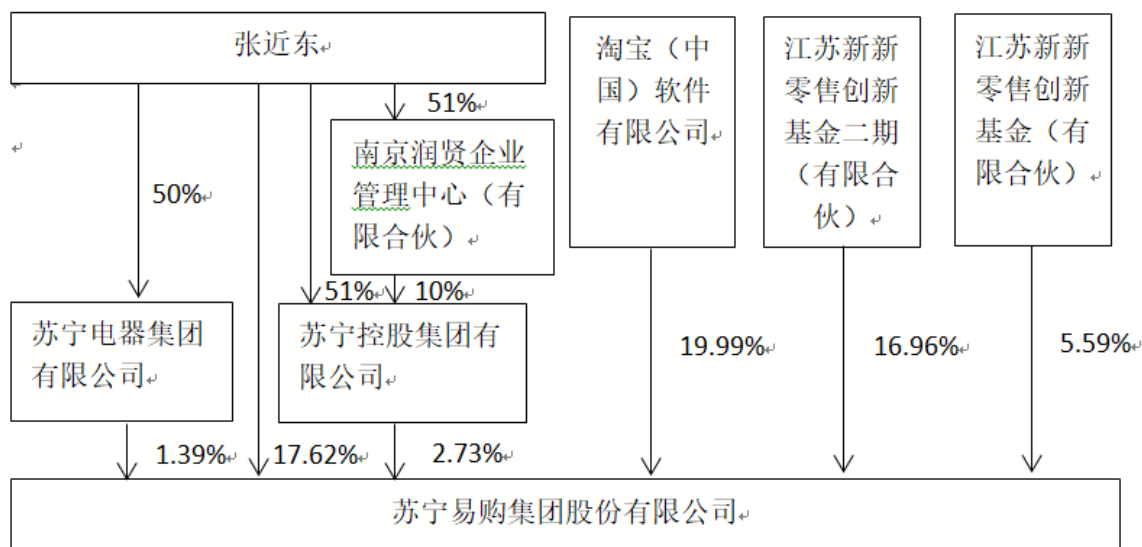 张近东
淘宝（中
国）软件
有限公司
江苏新新
零售创新
基金二期
（有限合
伙）
江苏新新
零售创新
基金（有
限合伙）
51%
南京润贤企业
管理中心（有
限合伙）
50%
51%
10%
苏宁电器集团
有限公司
苏宁控股集团有
限公司
19.99%
16.96%
5.59%
1.39%
17.62%
2.73%
苏宁易购集团股份有限公司